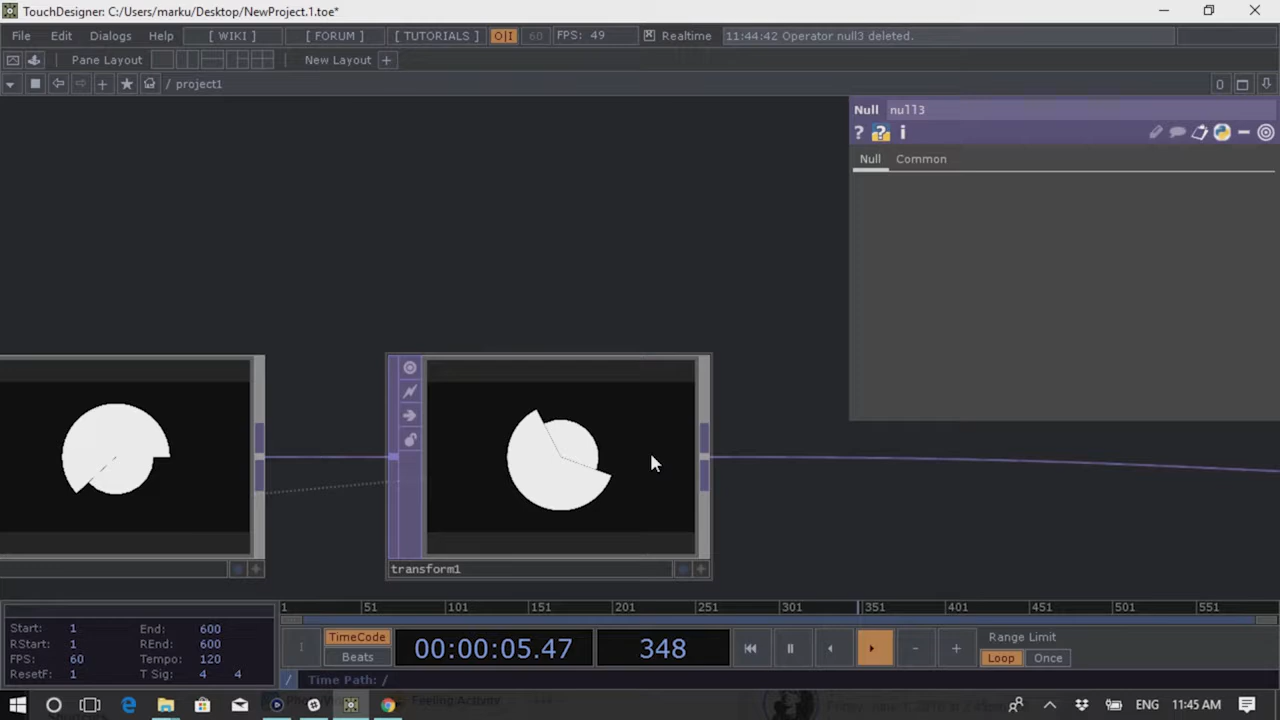 TouchDesigner: C:/Users/marku/Desktop/NewProject.1.toe*
File Edit Dialogs Help [ WIKI ] [ FORUM ] [ TUTORIALS ] O|I 60 FPS: 49 Realtime 11:44:42 Operator null3 deleted.
Pane Layout New Layout +
/ project1 0
Null null3
? ? i
Null Common
transform1
1 51 101 151 201 251 301 351 401 451 501 551
Start: 1 End: 600
RStart: 1 REnd: 600
FPS: 60 Tempo: 120
ResetF: 1 T Sig: 4 4
TimeCode
Beats
00:00:05.47 348
- +
Range Limit
Loop Once
/ Time Path: /
Feeling Activity
ENG 11:45 AM